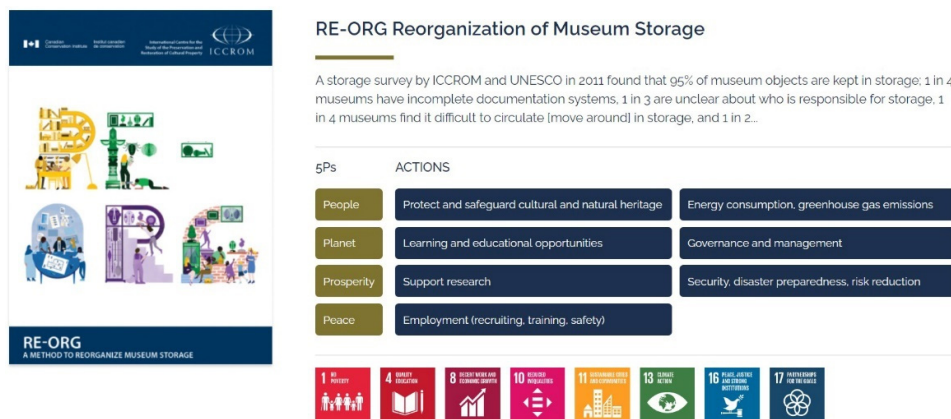 Canadian Conservation Institute
Institut canadien de conservation
International Centre for the Study of the Preservation and Restoration of Cultural Property
ICCROM
RE-
ORG
RE-ORG
A METHOD TO REORGANIZE MUSEUM STORAGE
RE-ORG Reorganization of Museum Storage
A storage survey by ICCROM and UNESCO in 2011 found that 95% of museum objects are kept in storage; 1 in 4
museums have incomplete documentation systems, 1 in 3 are unclear about who is responsible for storage, 1
in 4 museums find it difficult to circulate [move around] in storage, and 1 in 2...
5Ps ACTIONS
People Protect and safeguard cultural and natural heritage Energy consumption, greenhouse gas emissions
Planet Learning and educational opportunities Governance and management
Prosperity Support research Security, disaster preparedness, risk reduction
Peace Employment (recruiting, training, safety)
1 NO POVERTY
4 QUALITY EDUCATION
8 DECENT WORK AND ECONOMIC GROWTH
10 REDUCED INEQUALITIES
11 SUSTAINABLE CITIES AND COMMUNITIES
13 CLIMATE ACTION
16 PEACE, JUSTICE AND STRONG INSTITUTIONS
17 PARTNERSHIPS FOR THE GOALS